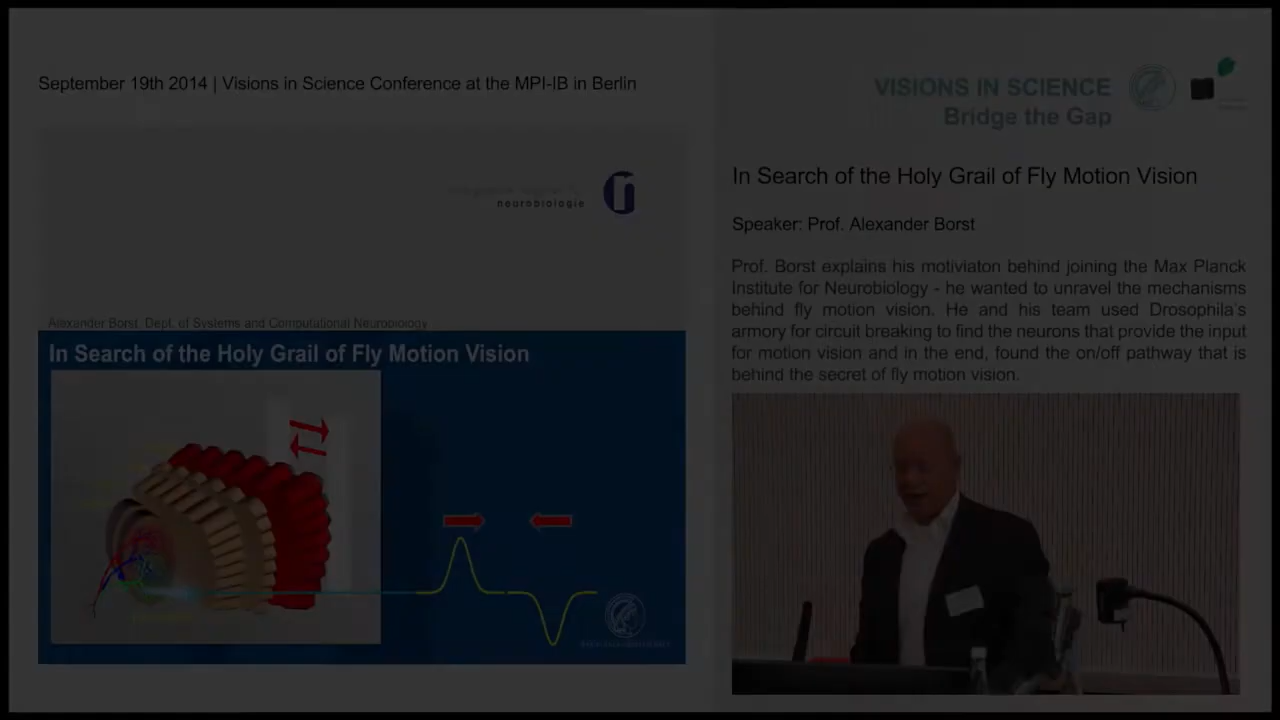 September 19th 2014 | Visions in Science Conference at the MPI-IB in Berlin
VISIONS IN SCIENCE
Bridge the Gap
neurobiologie
Alexander Borst, Dept. of Systems and Computational Neurobiology
In Search of the Holy Grail of Fly Motion Vision
In Search of the Holy Grail of Fly Motion Vision
Speaker: Prof. Alexander Borst
Prof. Borst explains his motiviaton behind joining the Max Planck
Institute for Neurobiology - he wanted to unravel the mechanisms
behind fly motion vision. He and his team used Drosophila's
armory for circuit breaking to find the neurons that provide the input
for motion vision and in the end, found the on/off pathway that is
behind the secret of fly motion vision.